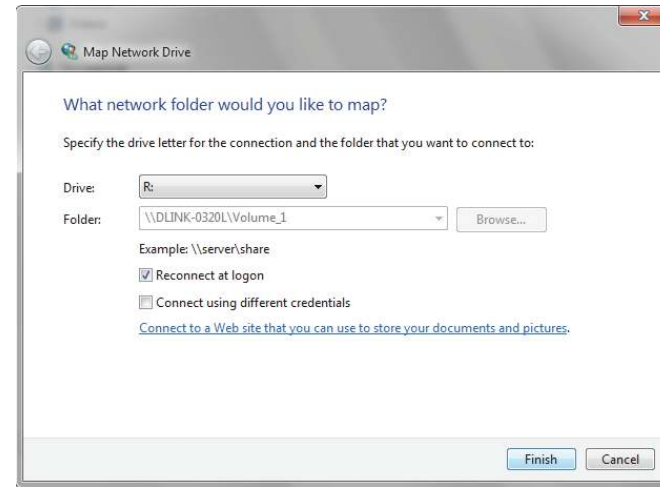 Map Network Drive
What network folder would you like to map?
Specify the drive letter for the connection and the folder that you want to connect to:
Drive: R:
Folder: \\DLINK-0320L\Volume_1 Browse...
Example: \\server\share
Reconnect at logon
Connect using different credentials
Connect to a Web site that you can use to store your documents and pictures.
Finish Cancel